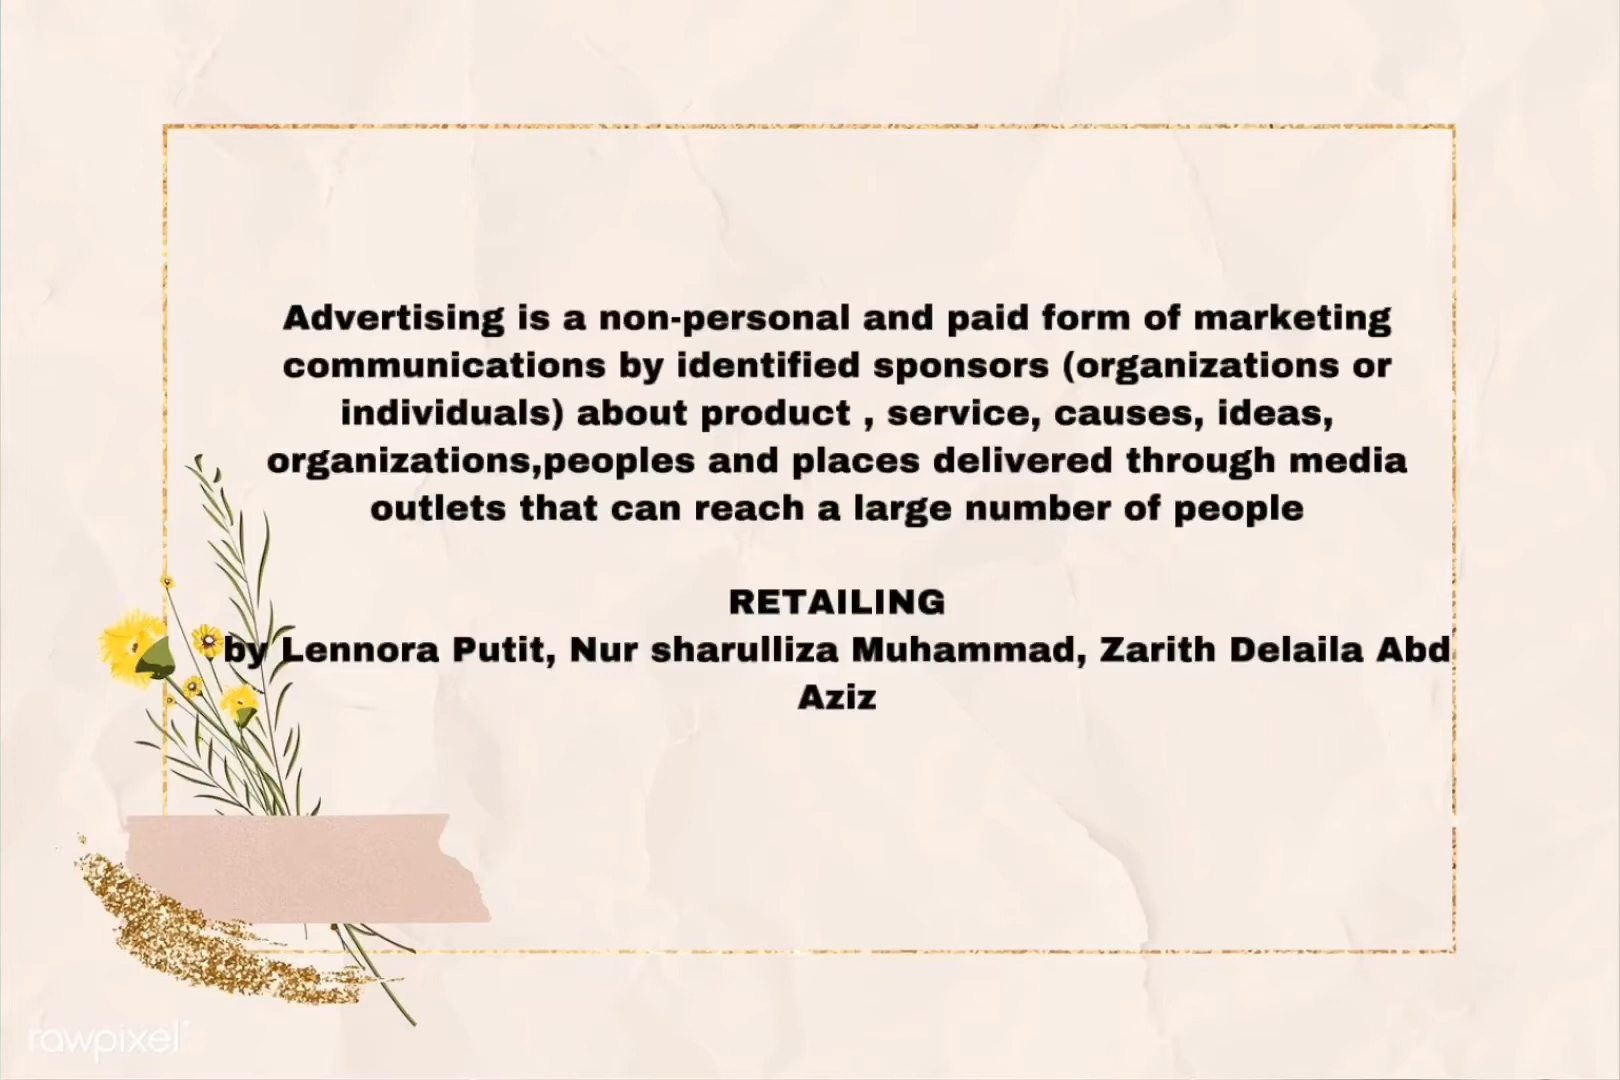 Advertising is a non-personal and paid form of marketing
communications by identified sponsors (organizations or
individuals) about product , service, causes, ideas,
organizations,peoples and places delivered through media
outlets that can reach a large number of people
RETAILING
by Lennora Putit, Nur sharulliza Muhammad, Zarith Delaila Abd
Aziz
rawpixel